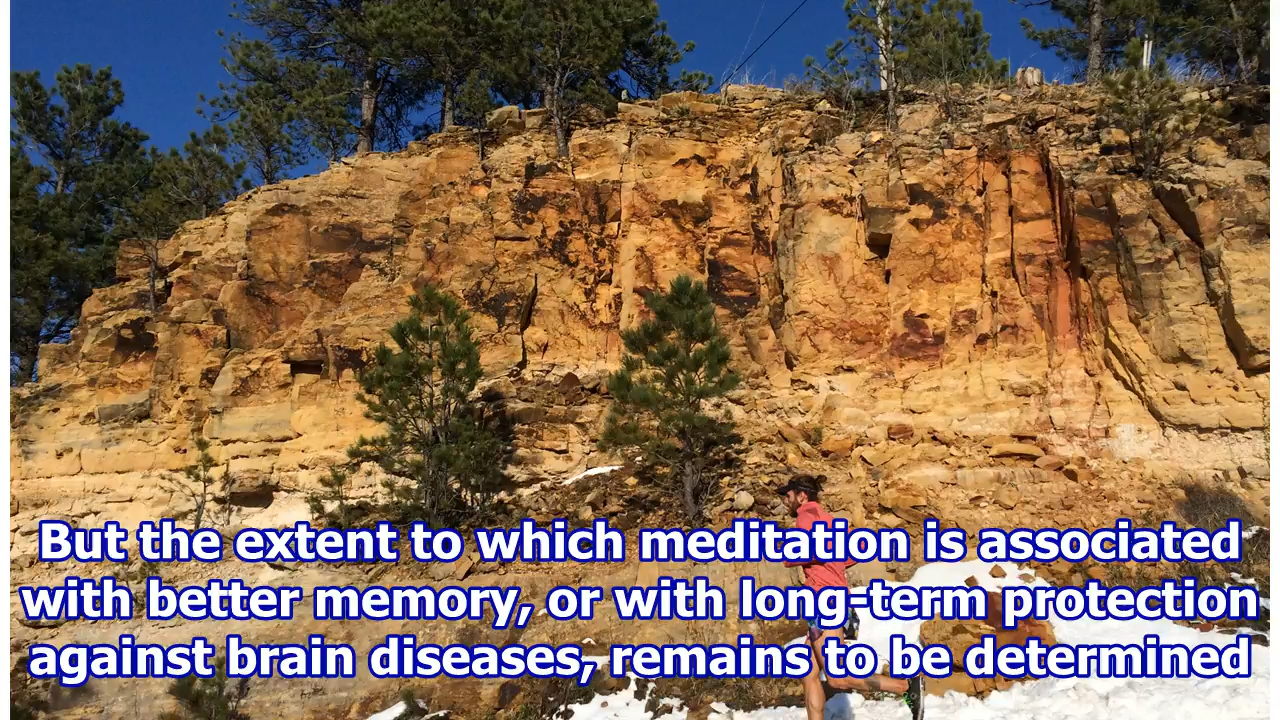 But the extent to which meditation is associated
with better memory, or with long-term protection
against brain diseases, remains to be determined